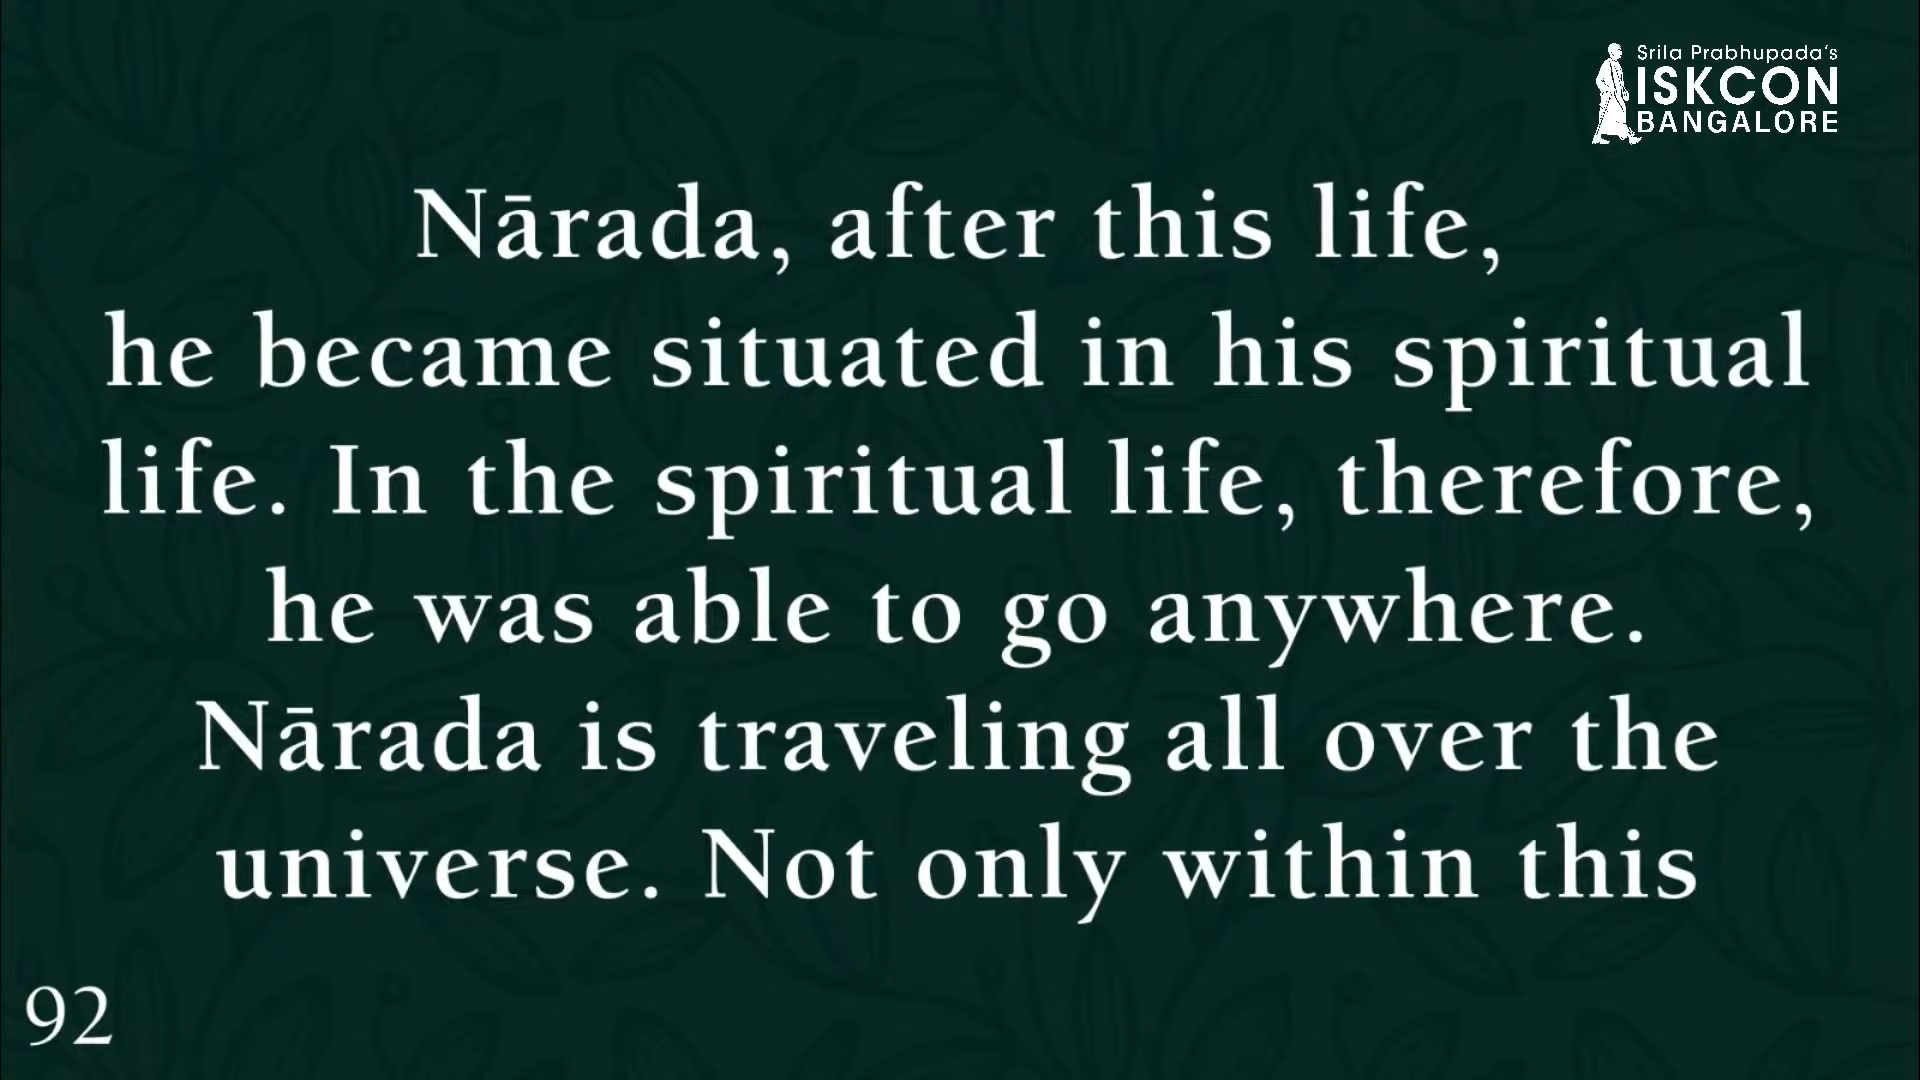 Srila Prabhupada's
ISKCON
BANGALORE
Nārada, after this life,
he became situated in his spiritual
life. In the spiritual life, therefore,
he was able to go anywhere.
Nārada is traveling all over the
universe. Not only within this
92